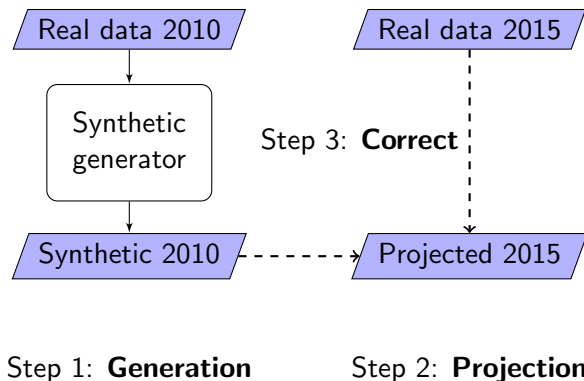 Real data 2010
Real data 2015
Synthetic
generator
Step 3: Correct
Synthetic 2010
Projected 2015
Step 1: Generation
Step 2: Projection